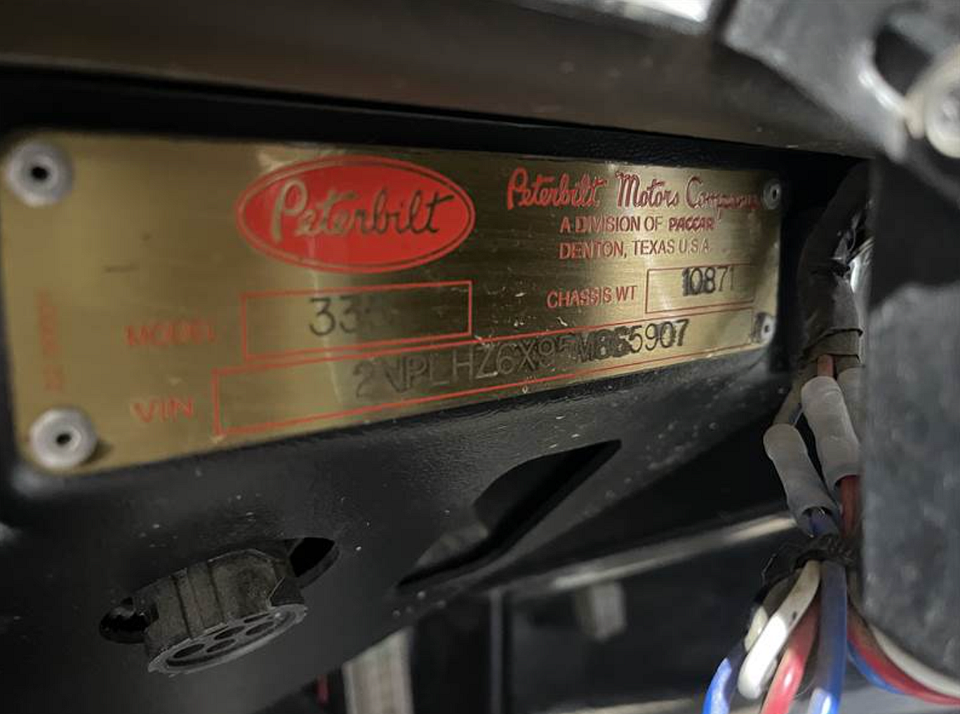 Peterbilt
Peterbilt Motors Company
A DIVISION OF PACCAR
DENTON, TEXAS U.S.A.
MODEL
CHASSIS WT 10871
VIN